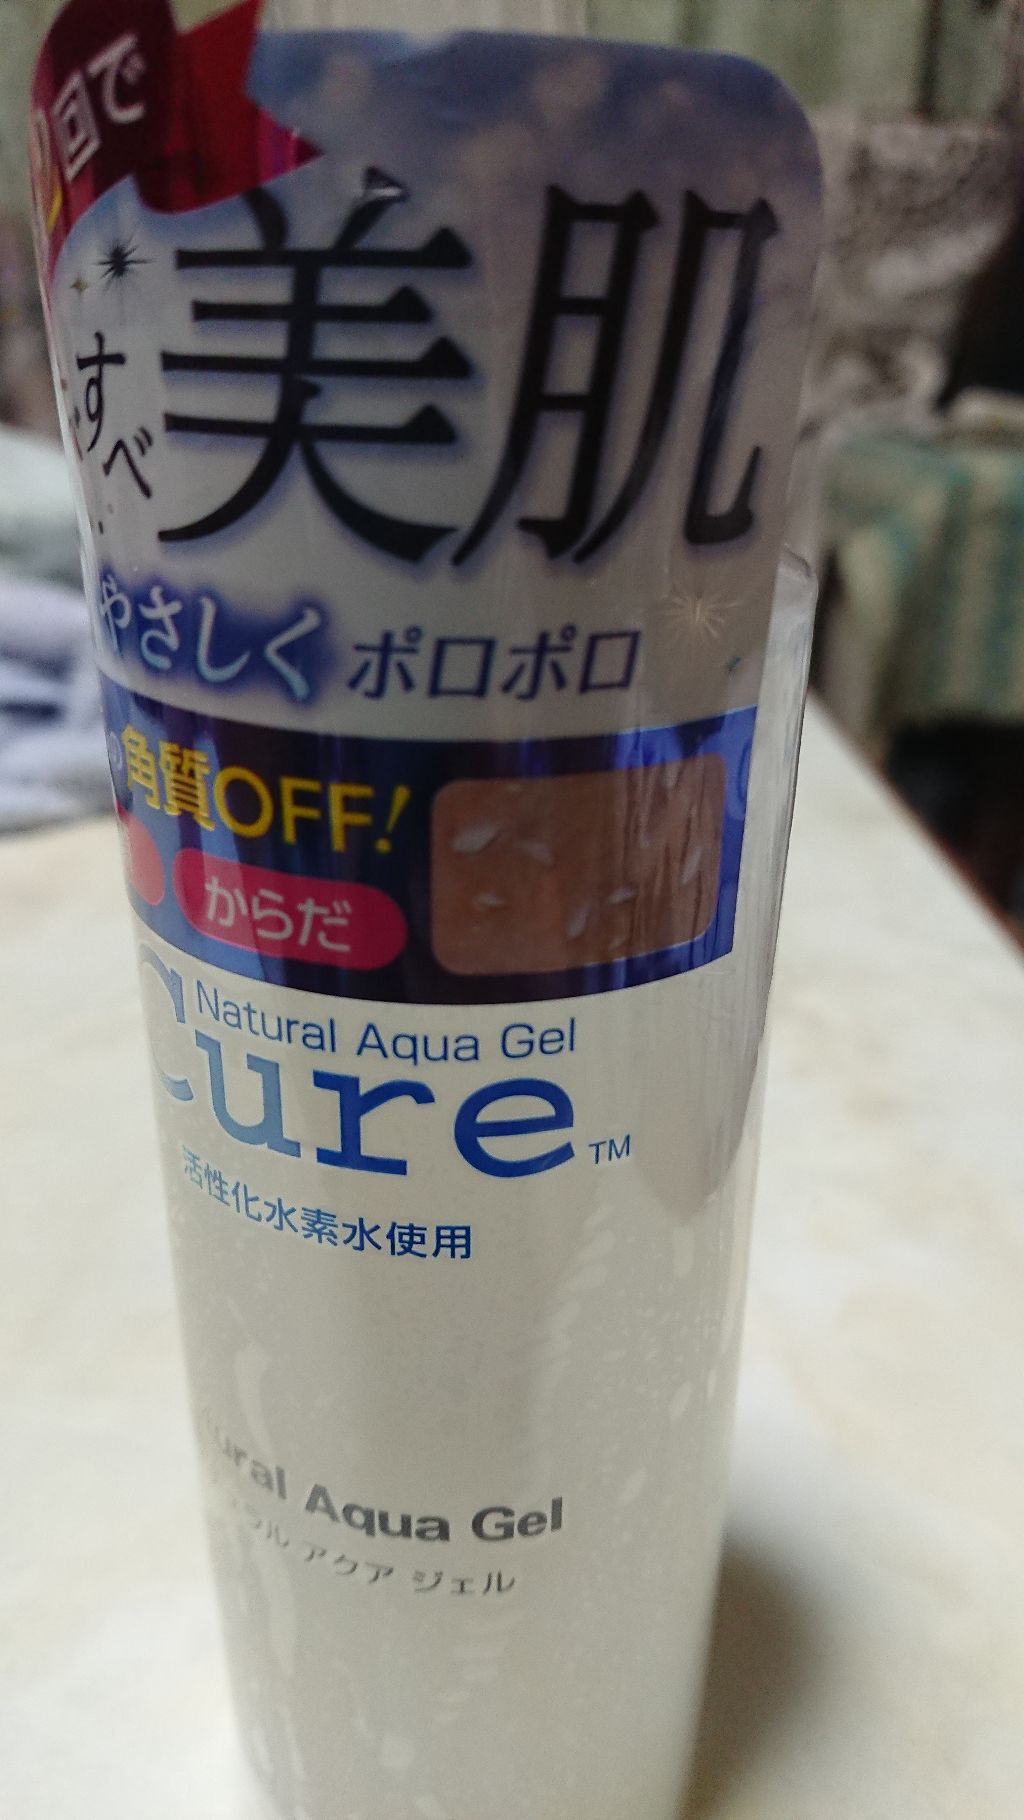 回で
美肌
すべ
やさしく ポロポロ
角質OFF!
からだ
Natural Aqua Gel
Cure TM
活性化水素水使用
Aqua Gel
ラル アクア ジェル